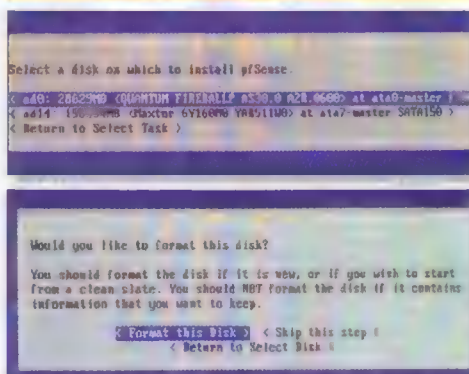 Select a disk on which to install pfSense.
< ad0: 28629MB <QUANTUM FIREBALLP AS30.0 A2R.0600> at ata0-master
< ad14: <Maxtor 6Y160M0 YAR511W0> at ata7-master SATA150 >
< Return to Select Task >
Would you like to format this disk?
You should format the disk if it is new, or if you wish to start
from a clean slate. You should NOT format the disk if it contains
information that you want to keep.
< Format this Disk > < Skip this step >
< Return to Select Disk >